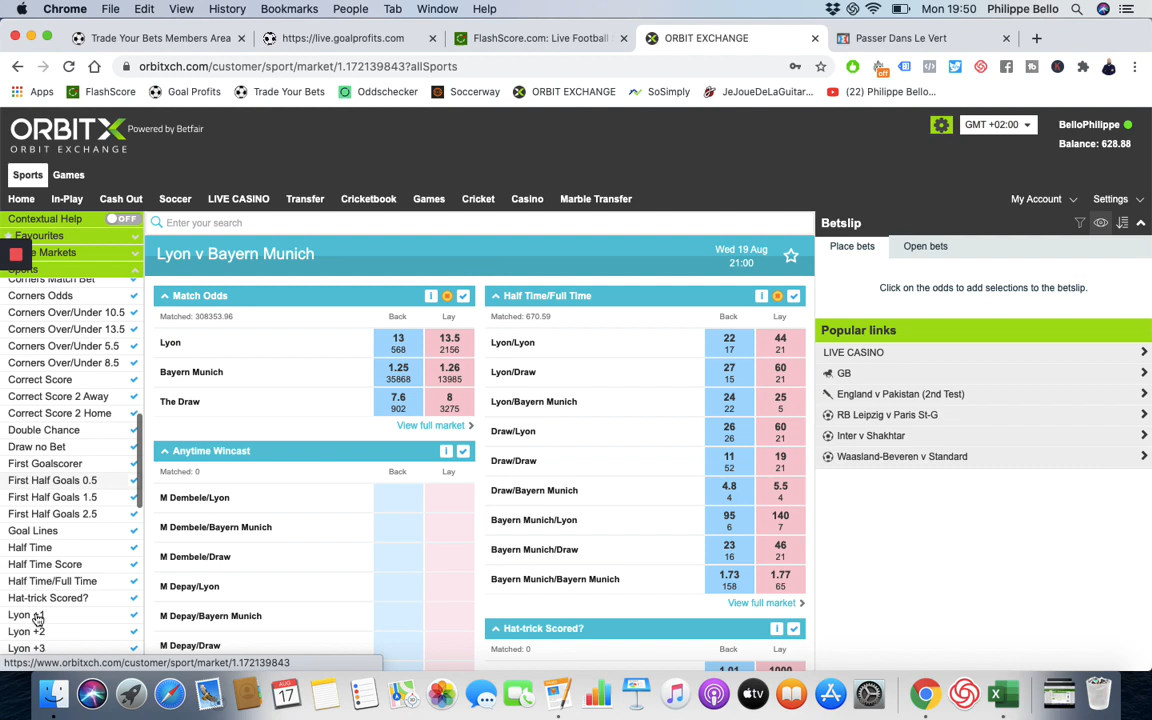 Chrome File Edit View History Bookmarks People Tab Window Help Mon 19:50 Philippe Bello
Trade Your Bets Members Area × https://live.goalprofits.com × FlashScore.com: Live Football × ORBIT EXCHANGE × Passer Dans Le Vert × +
orbitxch.com/customer/sport/market/1.172139843?allSports
off
Apps FlashScore Goal Profits Trade Your Bets Oddschecker Soccerway ORBIT EXCHANGE SoSimply JeJoueDeLaGuitar... (22) Philippe Bello...
ORBITX Powered by Betfair
ORBIT EXCHANGE
GMT +02:00
BelloPhilippe
Balance: 628.88
Sports Games
Home In-Play Cash Out Soccer LIVE CASINO Transfer Cricketbook Games Cricket Casino Marble Transfer My Account Settings
Contextual Help OFF
Favourites
Markets
Sports
Corners Match Bet
Corners Odds
Corners Over/Under 10.5
Corners Over/Under 13.5
Corners Over/Under 5.5
Corners Over/Under 8.5
Correct Score
Correct Score 2 Away
Correct Score 2 Home
Double Chance
Draw no Bet
First Goalscorer
First Half Goals 0.5
First Half Goals 1.5
First Half Goals 2.5
Goal Lines
Half Time
Half Time Score
Half Time/Full Time
Hat-trick Scored?
Lyon +1
Lyon +2
Lyon +3
https://www.orbitxch.com/customer/sport/market/1.172139843
Enter your search
Lyon v Bayern Munich
Wed 19 Aug
21:00
Match Odds
Matched: 308353.96 Back Lay
Lyon 13 568 13.5 2156
Bayern Munich 1.25 35868 1.26 13985
The Draw 7.6 902 8 3275
View full market
Anytime Wincast
Matched: 0 Back Lay
M Dembele/Lyon
M Dembele/Bayern Munich
M Dembele/Draw
M Depay/Lyon
M Depay/Bayern Munich
M Depay/Draw
Half Time/Full Time
Matched: 670.59 Back Lay
Lyon/Lyon 22 17 44 21
Lyon/Draw 27 15 60 21
Lyon/Bayern Munich 24 22 25 5
Draw/Lyon 26 26 60 21
Draw/Draw 11 52 19 21
Draw/Bayern Munich 4.8 4 5.5 4
Bayern Munich/Lyon 95 6 140 7
Bayern Munich/Draw 23 16 46 21
Bayern Munich/Bayern Munich 1.73 158 1.77 65
View full market
Hat-trick Scored?
Matched: 0 Back Lay
1.01 1000
Betslip
Place bets Open bets
Click on the odds to add selections to the betslip.
Popular links
LIVE CASINO
GB
England v Pakistan (2nd Test)
RB Leipzig v Paris St-G
Inter v Shakhtar
Waasland-Beveren v Standard
AUG
17
tv